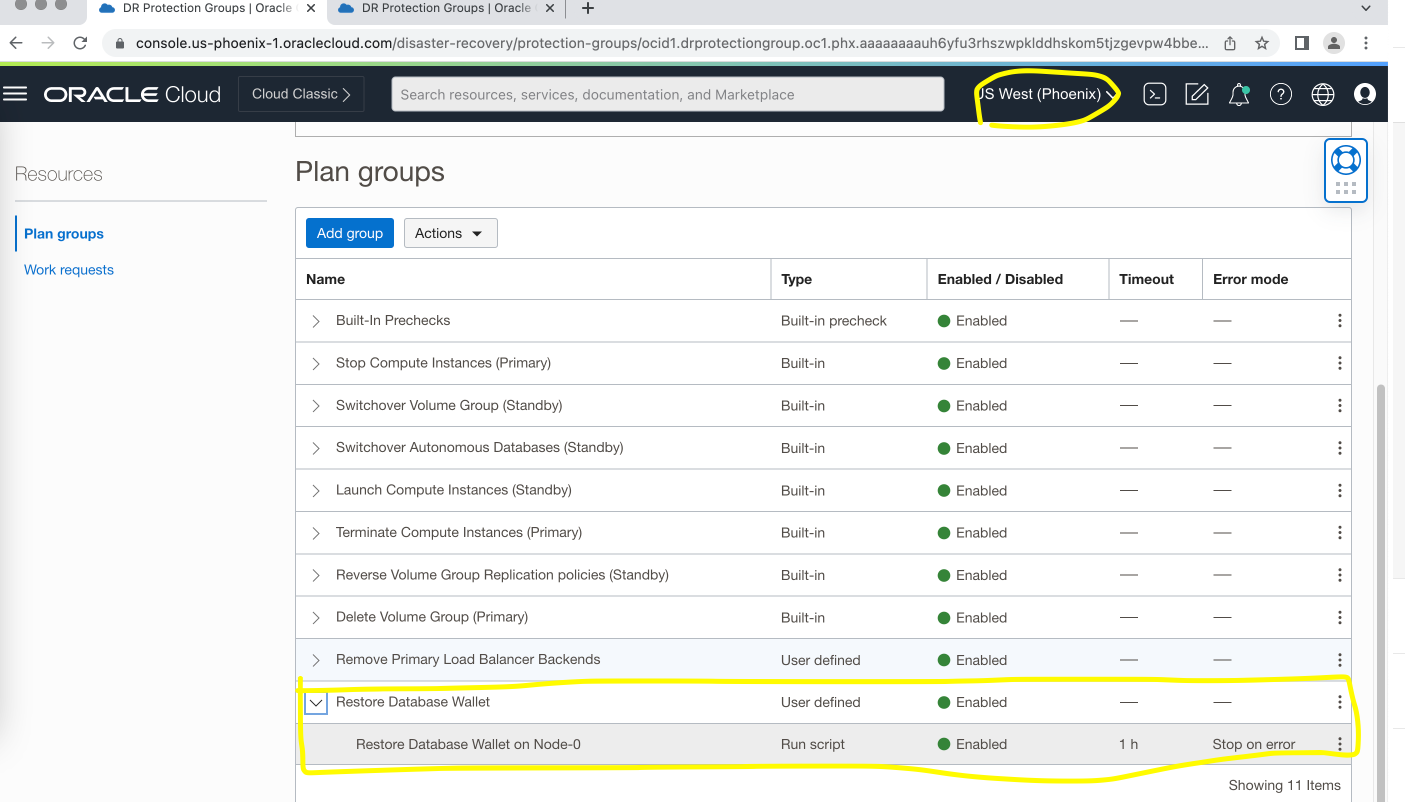 DR Protection Groups | Oracle
DR Protection Groups | Oracle
console.us-phoenix-1.oraclecloud.com/disaster-recovery/protection-groups/ocid1.drprotectiongroup.oc1.phx.aaaaaaaauh6yfu3rhszwpklddhskom5tjzgevpw4bbe...
ORACLE Cloud
Cloud Classic
Search resources, services, documentation, and Marketplace
US West (Phoenix)
Resources
Plan groups
Work requests
Plan groups
Add group
Actions
Name Type Enabled / Disabled Timeout Error mode
Built-In Prechecks Built-in precheck Enabled — —
Stop Compute Instances (Primary) Built-in Enabled — —
Switchover Volume Group (Standby) Built-in Enabled — —
Switchover Autonomous Databases (Standby) Built-in Enabled — —
Launch Compute Instances (Standby) Built-in Enabled — —
Terminate Compute Instances (Primary) Built-in Enabled — —
Reverse Volume Group Replication policies (Standby) Built-in Enabled — —
Delete Volume Group (Primary) Built-in Enabled — —
Remove Primary Load Balancer Backends User defined Enabled — —
Restore Database Wallet User defined Enabled — —
Restore Database Wallet on Node-0 Run script Enabled 1 h Stop on error
Showing 11 Items